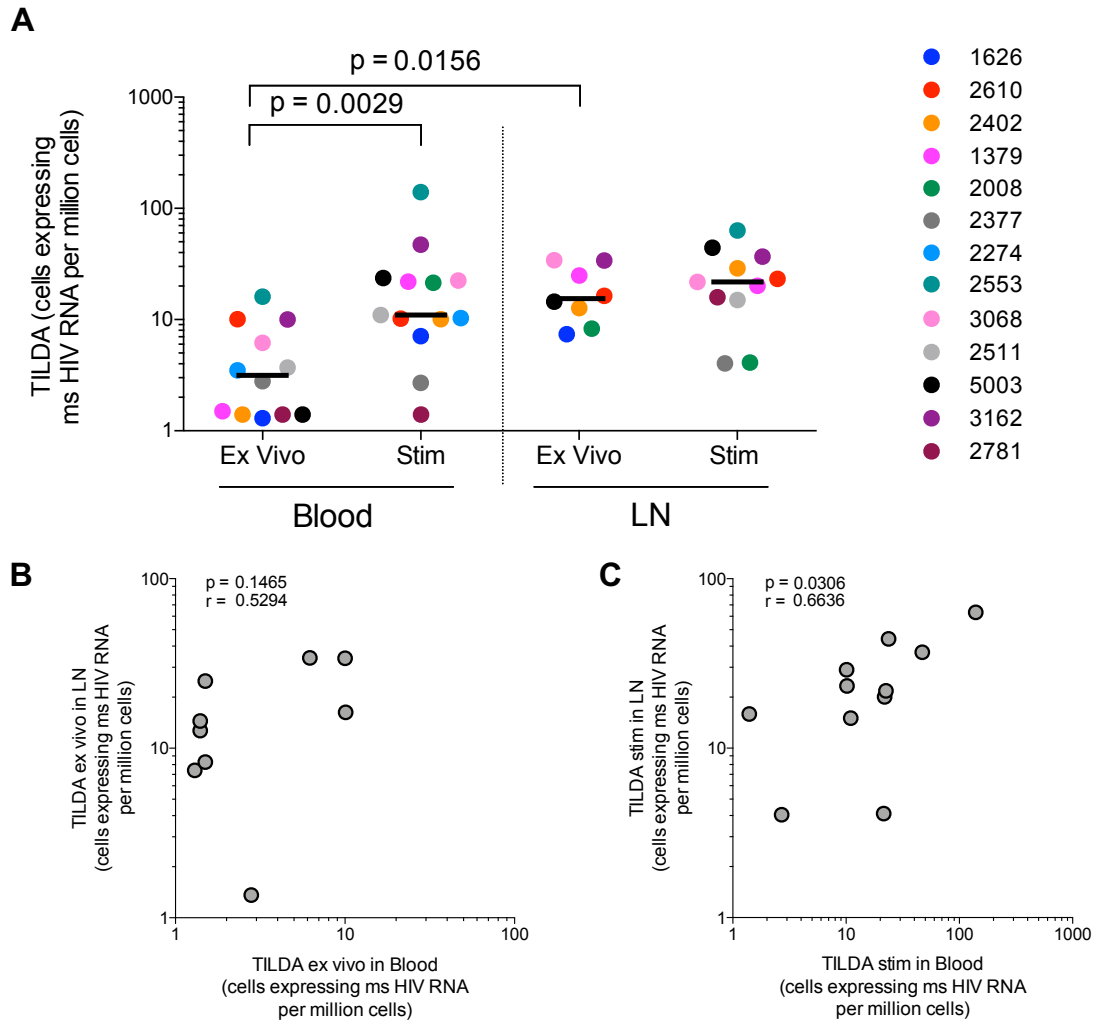 A
p = 0.0156
p = 0.0029
TILDA (cells expressing
ms HIV RNA per million cells)
1000
100
10
1
Ex Vivo
Stim
Ex Vivo
Stim
Blood
LN
1626
2610
2402
1379
2008
2377
2274
2553
3068
2511
5003
3162
2781
B
p = 0.1465
r = 0.5294
TILDA ex vivo in LN
(cells expressing ms HIV RNA
per million cells)
100
10
1
1
10
100
TILDA ex vivo in Blood
(cells expressing ms HIV RNA
per million cells)
C
p = 0.0306
r = 0.6636
TILDA stim in LN
(cells expressing ms HIV RNA
per million cells)
100
10
1
1
10
100
1000
TILDA stim in Blood
(cells expressing ms HIV RNA
per million cells)